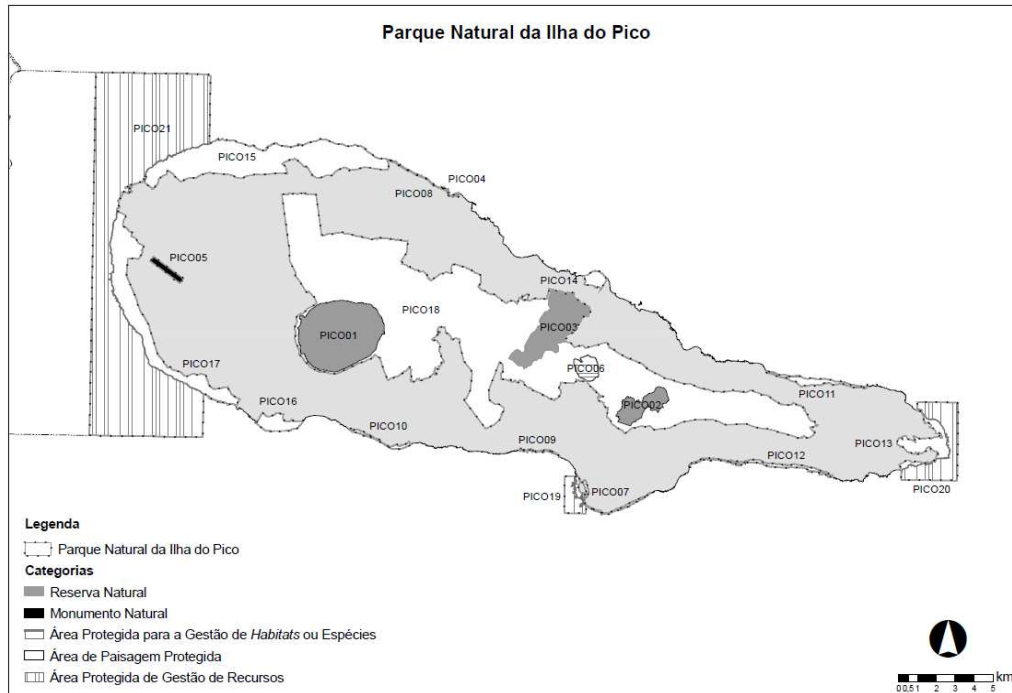 Parque Natural da Ilha do Pico
PICO21
PICO15
PICO04
PICO08
PICO05
PICO14
PICO18
PICO03
PICO01
PICO06
PICO17
PICO11
PICO02
PICO16
PICO10
PICO09
PICO13
PICO12
PICO20
PICO19
PICO07
Legenda
Parque Natural da Ilha do Pico
Categorias
Reserva Natural
Monumento Natural
Área Protegida para a Gestão de Habitats ou Espécies
Área de Paisagem Protegida
Área Protegida de Gestão de Recursos
km
0 0,5 1 2 3 4 5